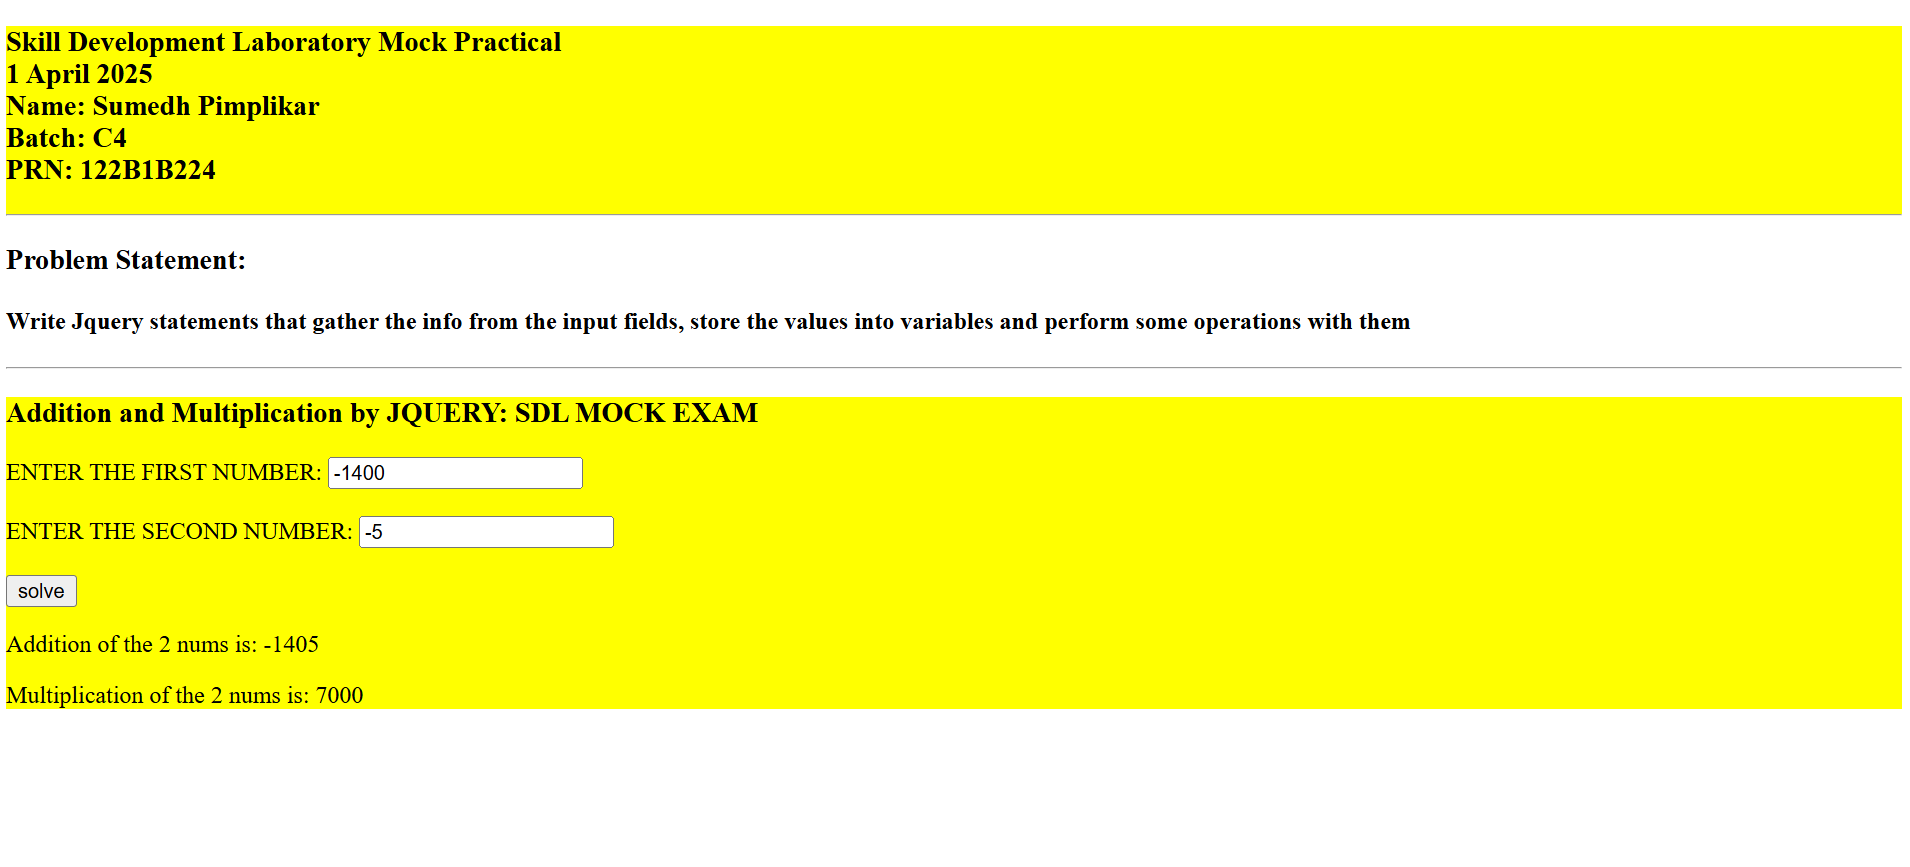 Skill Development Laboratory Mock Practical
1 April 2025
Name: Sumedh Pimplikar
Batch: C4
PRN: 122B1B224
Problem Statement:
Write Jquery statements that gather the info from the input fields, store the values into variables and perform some operations with them
Addition and Multiplication by JQUERY: SDL MOCK EXAM
ENTER THE FIRST NUMBER: -1400
ENTER THE SECOND NUMBER: -5
solve
Addition of the 2 nums is: -1405
Multiplication of the 2 nums is: 7000